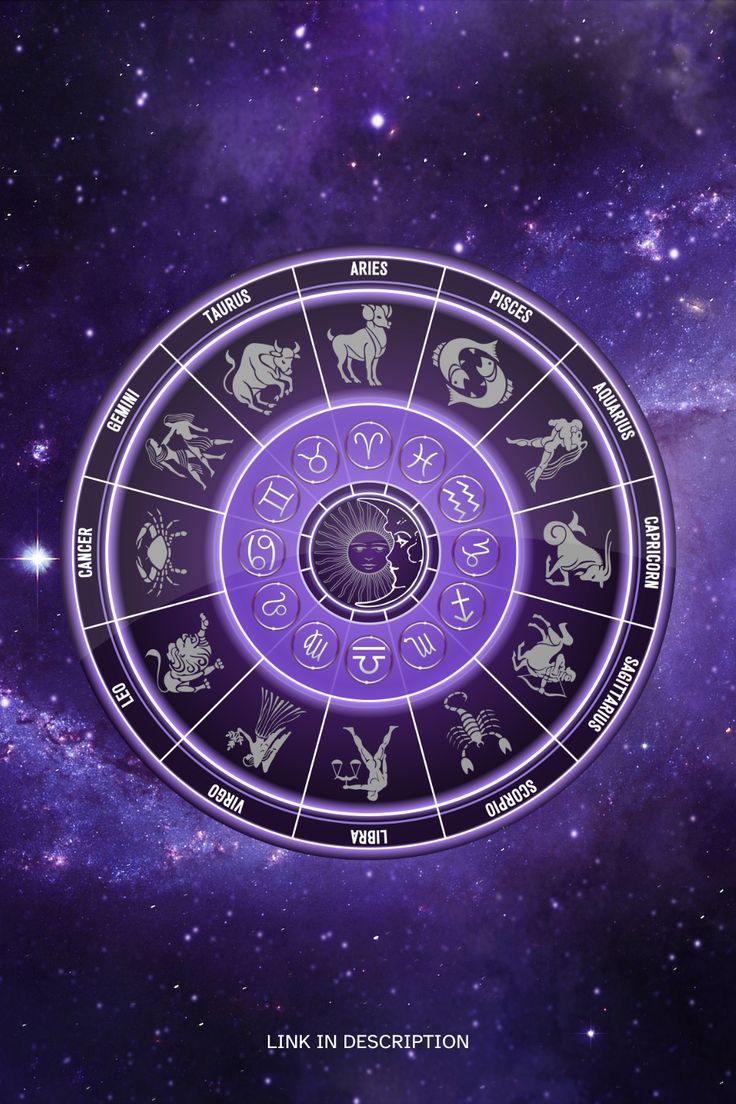 ARIES
PISCES
AQUARIUS
CAPRICORN
SAGITTARIUS
SCORPIO
LIBRA
VIRGO
LEO
CANCER
GEMINI
TAURUS
LINK IN DESCRIPTION